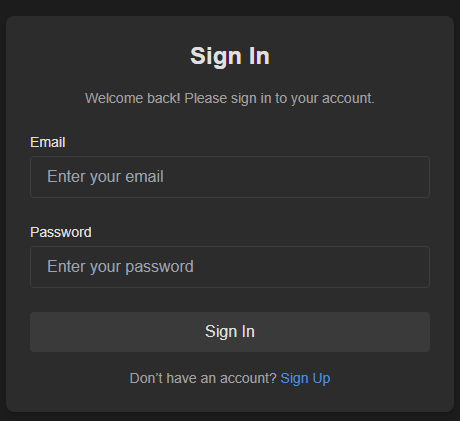 Sign In
Welcome back! Please sign in to your account.
Email
Enter your email
Password
Enter your password
Sign In
Don’t have an account? Sign Up